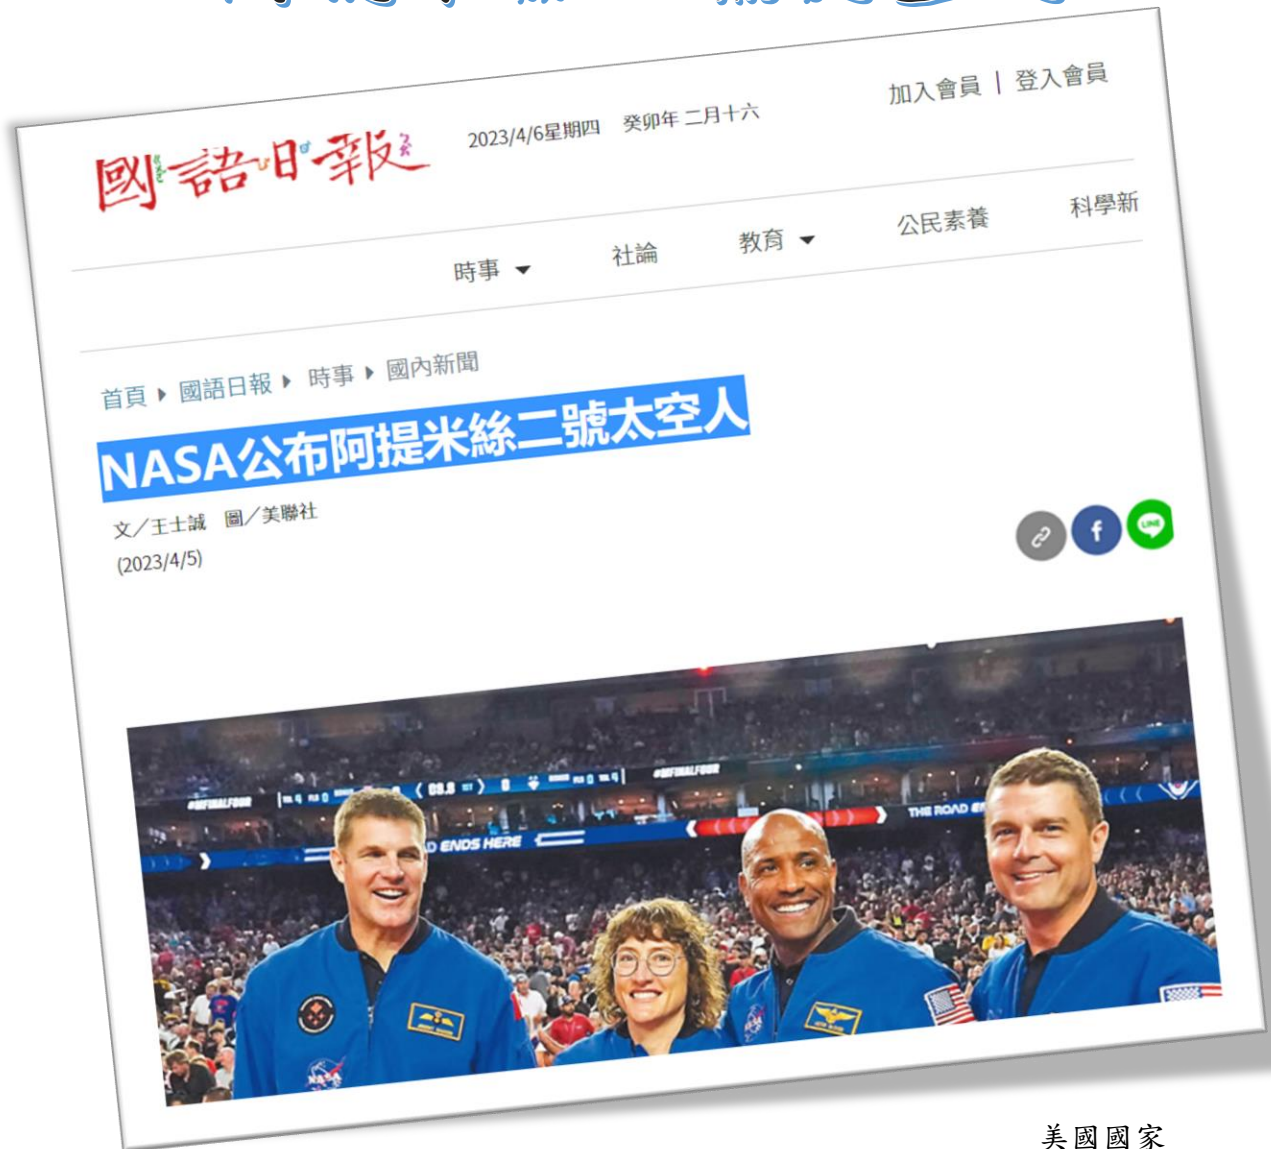 國語日報
2023/4/6星期四 癸卯年 二月十六
加入會員 | 登入會員
時事 社論 教育 公民素養 科學新
首頁 國語日報 時事 國內新聞
NASA公布阿提米絲二號太空人
文／王士誠 圖／美聯社
(2023/4/5)
LINE
#MFINALFOUR
#MFINALFOUR
ENDS HERE
THE ROAD
NASA
美國國家